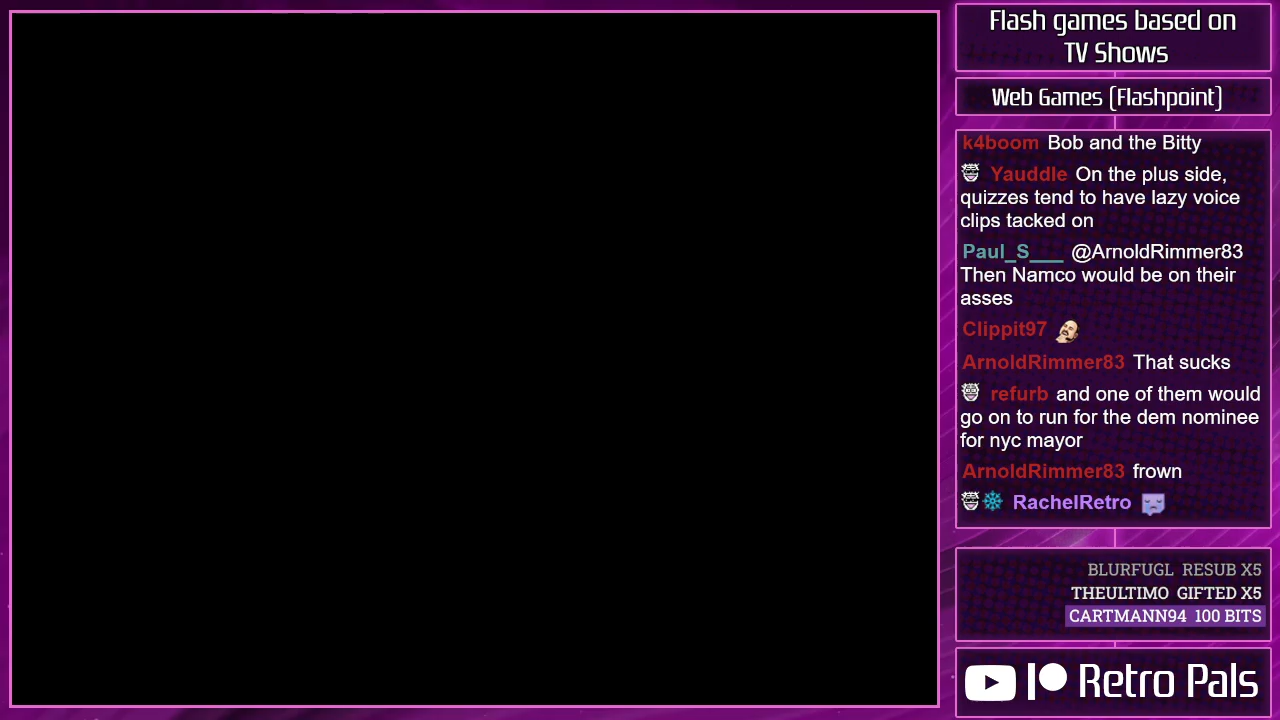 Flash games based on
TV Shows
Web Games (Flashpoint)
k4boom Bob and the Bitty
Yauddle On the plus side,
quizzes tend to have lazy voice
clips tacked on
Paul_S___ @ArnoldRimmer83
Then Namco would be on their
asses
Clippit97
ArnoldRimmer83 That sucks
refurb and one of them would
go on to run for the dem nominee
for nyc mayor
ArnoldRimmer83 frown
RachelRetro
BLURFUGL RESUB X5
THEULTIMO GIFTED X5
CARTMANN94 100 BITS
Retro Pals